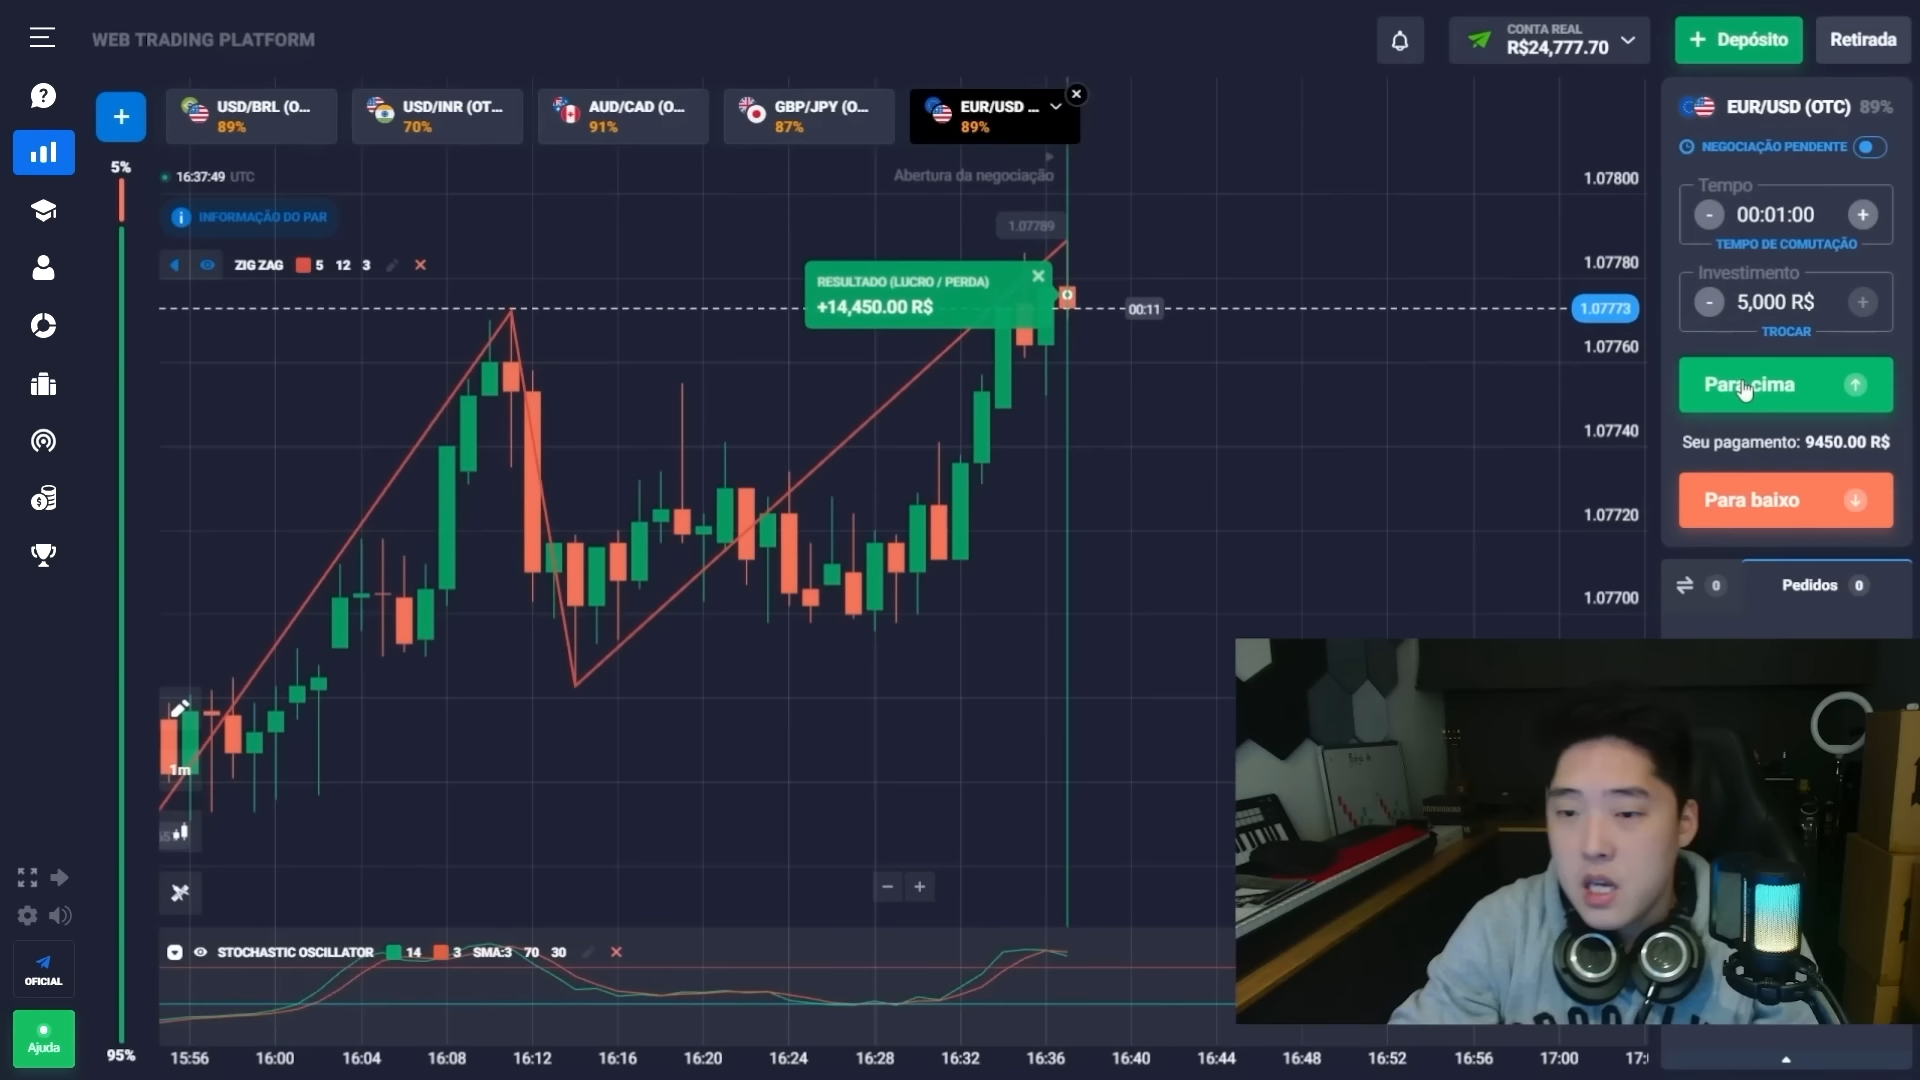 WEB TRADING PLATFORM
CONTA REAL
R$24,777.70
+ Depósito
Retirada
USD/BRL (O...
89%
USD/INR (OT...
70%
AUD/CAD (O...
91%
GBP/JPY (O...
87%
EUR/USD ...
89%
EUR/USD (OTC) 89%
NEGOCIAÇÃO PENDENTE
Tempo
- 00:01:00 +
TEMPO DE COMUTAÇÃO
Investimento
- 5,000 R$ +
TROCAR
Para cima
Seu pagamento: 9450.00 R$
Para baixo
0
Pedidos 0
5%
16:37:49 UTC
Abertura da negociação
INFORMAÇÃO DO PAR
1.07789
ZIG ZAG 5 12 3
RESULTADO (LUCRO / PERDA)
+14,450.00 R$
00:11
1.07800
1.07780
1.07773
1.07760
1.07740
1.07720
1.07700
1m
STOCHASTIC OSCILLATOR 14 3 SMA:3 70 30
OFICIAL
Ajuda
95%
15:56 16:00 16:04 16:08 16:12 16:16 16:20 16:24 16:28 16:32 16:36 16:40 16:44 16:48 16:52 16:56 17:00